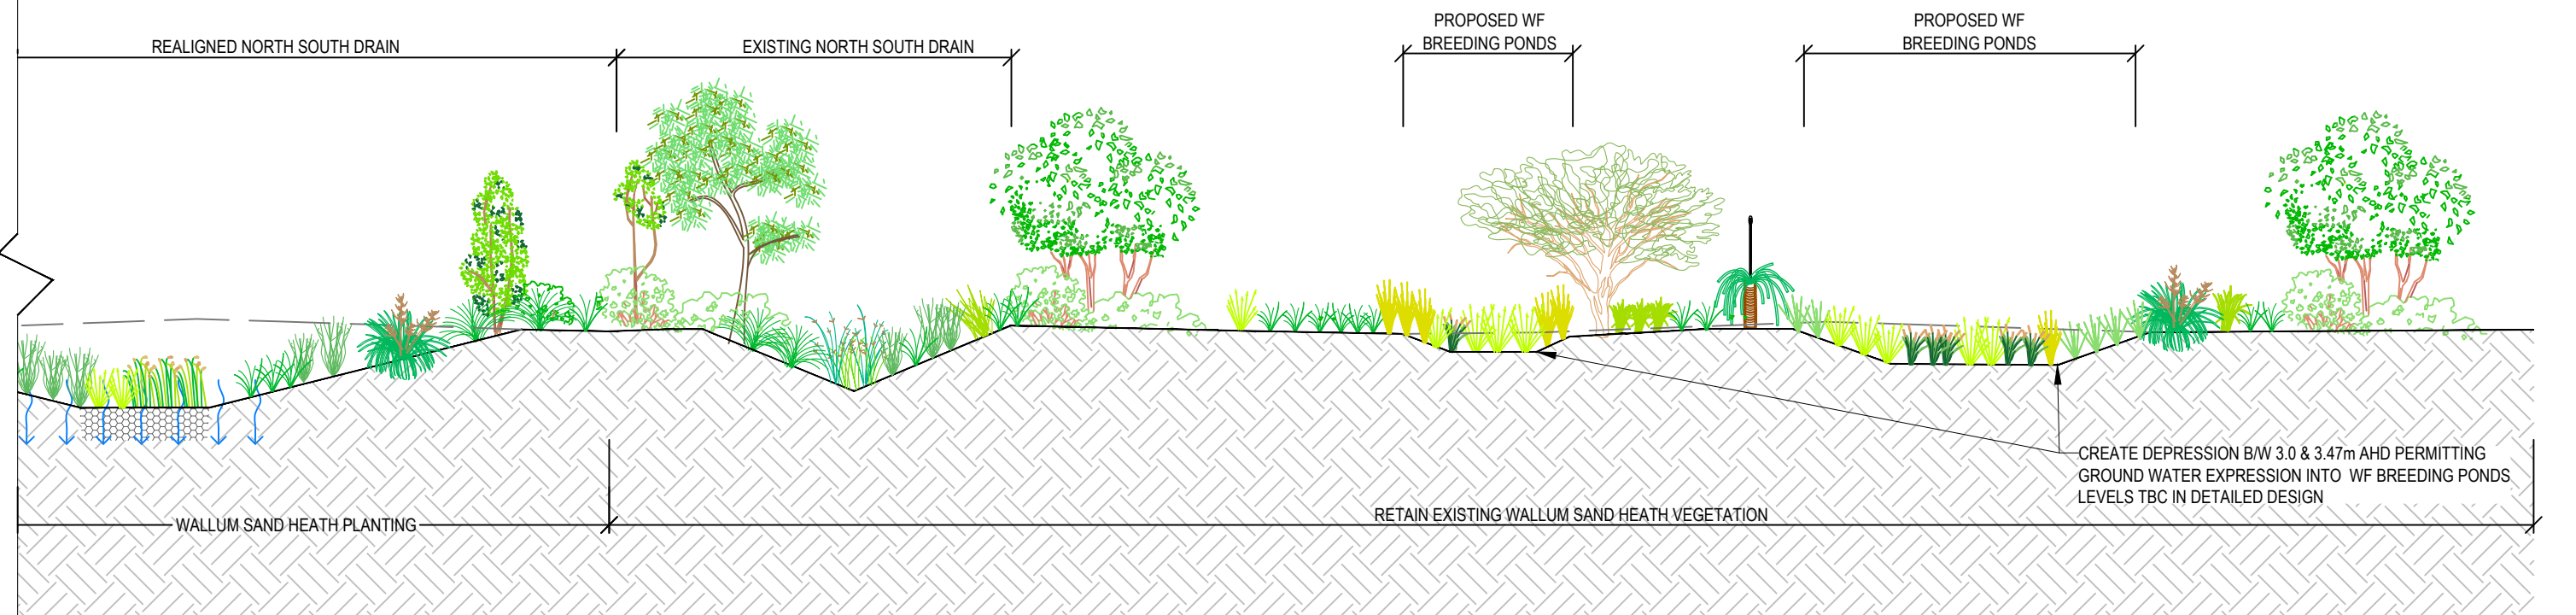 REALIGNED NORTH SOUTH DRAIN
EXISTING NORTH SOUTH DRAIN
PROPOSED WF
BREEDING PONDS
PROPOSED WF
BREEDING PONDS
CREATE DEPRESSION B/W 3.0 & 3.47m AHD PERMITTING
GROUND WATER EXPRESSION INTO WF BREEDING PONDS
LEVELS TBC IN DETAILED DESIGN
WALLUM SAND HEATH PLANTING
RETAIN EXISTING WALLUM SAND HEATH VEGETATION